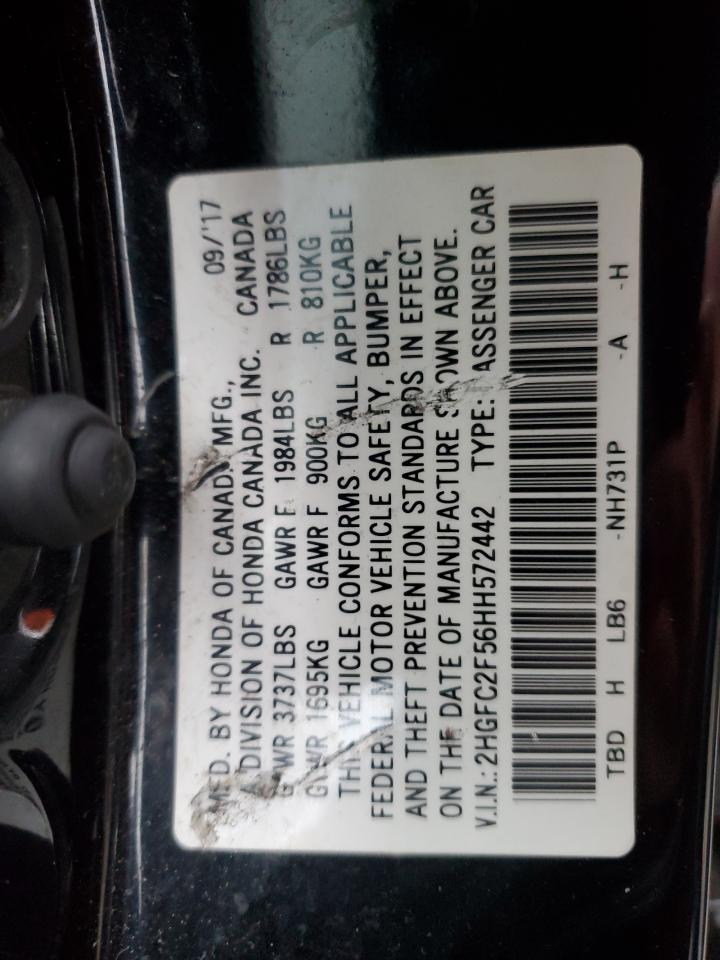 MFD. BY HONDA OF CANADA MFG., 09/'17
A DIVISION OF HONDA CANADA INC. CANADA
GVWR 3737LBS GAWR F 1984LBS R 1786LBS
GVWR 1695KG GAWR F 900KG R 810KG
THIS VEHICLE CONFORMS TO ALL APPLICABLE
FEDERAL MOTOR VEHICLE SAFETY, BUMPER,
AND THEFT PREVENTION STANDARDS IN EFFECT
ON THE DATE OF MANUFACTURE SHOWN ABOVE.
V.I.N.: 2HGFC2F56HH572442 TYPE: PASSENGER CAR
TBD H LB6 -NH731P -A -H